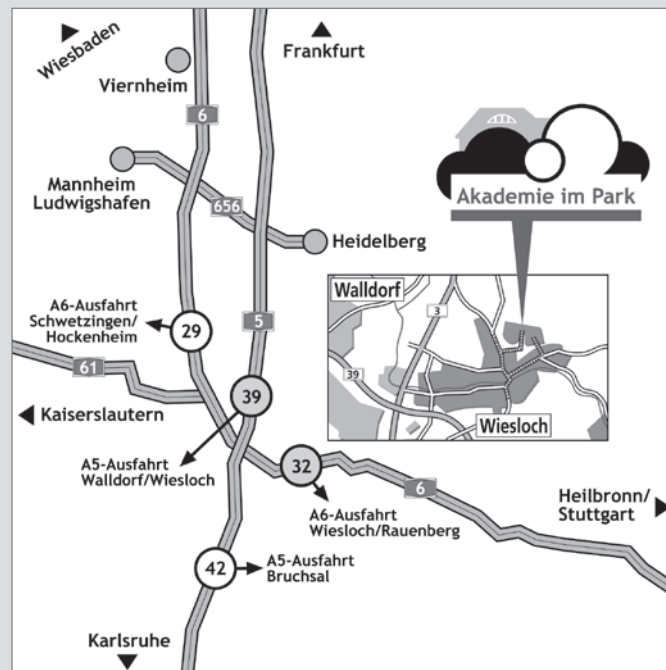 Wiesbaden
Frankfurt
Viernheim
6
Mannheim
Ludwigshafen
656
Heidelberg
Akademie im Park
A6-Ausfahrt
Schwetzingen/
Hockenheim
29
5
Walldorf
3
39
Wiesloch
61
Kaiserslautern
39
A5-Ausfahrt
Walldorf/Wiesloch
32
A6-Ausfahrt
Wiesloch/Rauenberg
6
Heilbronn/
Stuttgart
42
A5-Ausfahrt
Bruchsal
Karlsruhe